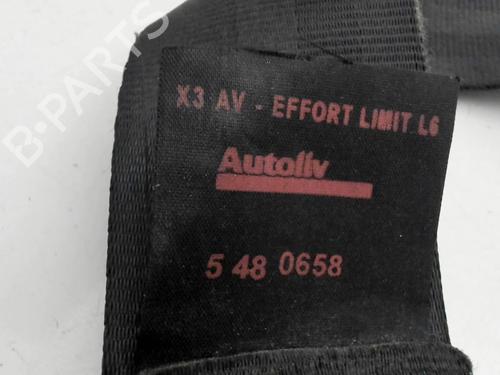 X3 AV - EFFORT LIMIT L6
Autoliv
5 48 0658
B-PARTS